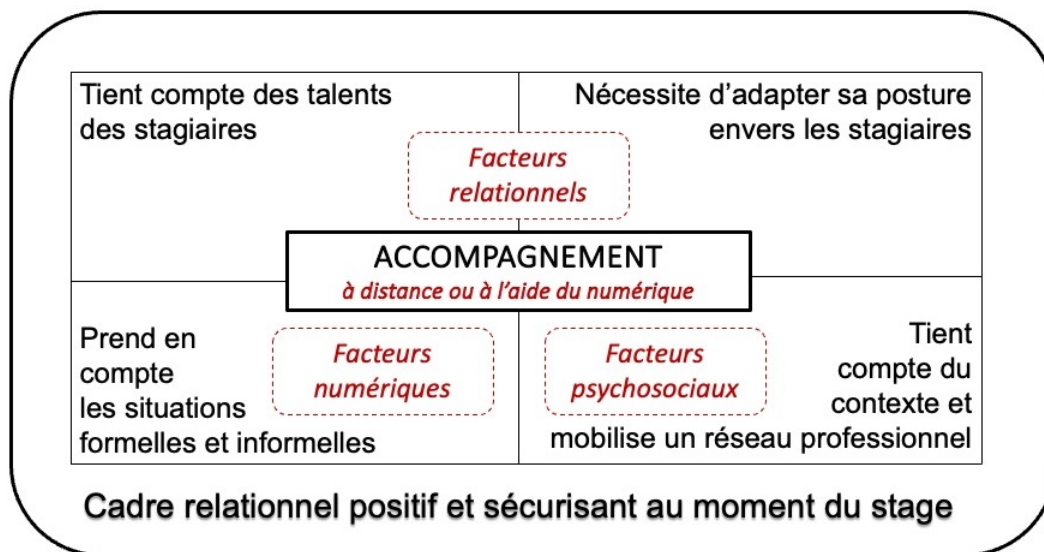 Tient compte des talents
des stagiaires
Nécessite d’adapter sa posture
envers les stagiaires
Facteurs
relationnels
ACCOMPAGNEMENT
à distance ou à l’aide du numérique
Prend en
compte
les situations
formelles et informelles
Facteurs
numériques
Facteurs
psychosociaux
Tient
compte du
contexte et
mobilise un réseau professionnel
Cadre relationnel positif et sécurisant au moment du stage